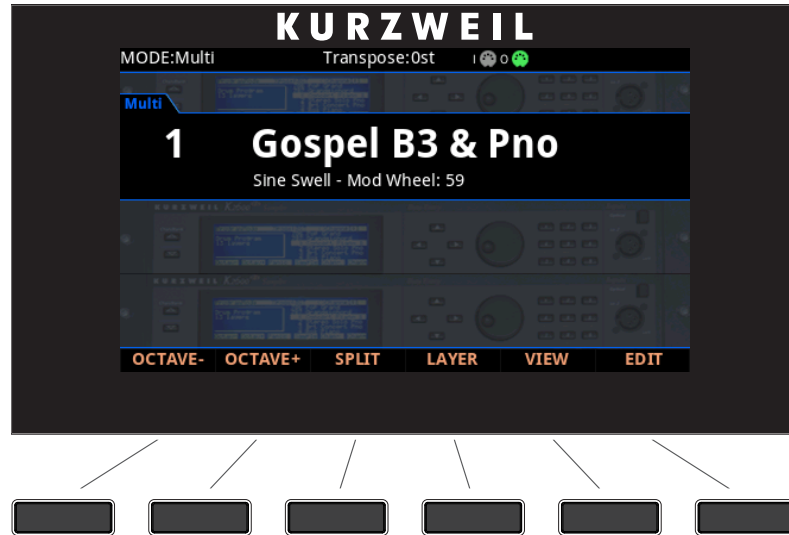 KURZWEIL
MODE:Multi Transpose:0st I O
Multi
1 Gospel B3 & Pno
Sine Swell - Mod Wheel: 59
OCTAVE- OCTAVE+ SPLIT LAYER VIEW EDIT